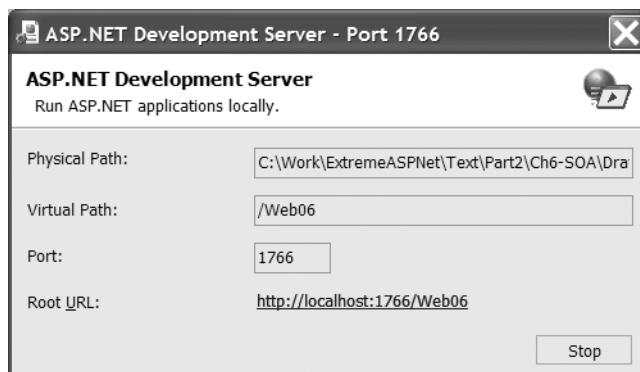 ASP.NET Development Server - Port 1766
ASP.NET Development Server
Run ASP.NET applications locally.
Physical Path: C:\Work\ExtremeASPNet\Text\Part2\Ch6-SOA\Dra
Virtual Path: /Web06
Port: 1766
Root URL: http://localhost:1766/Web06
Stop